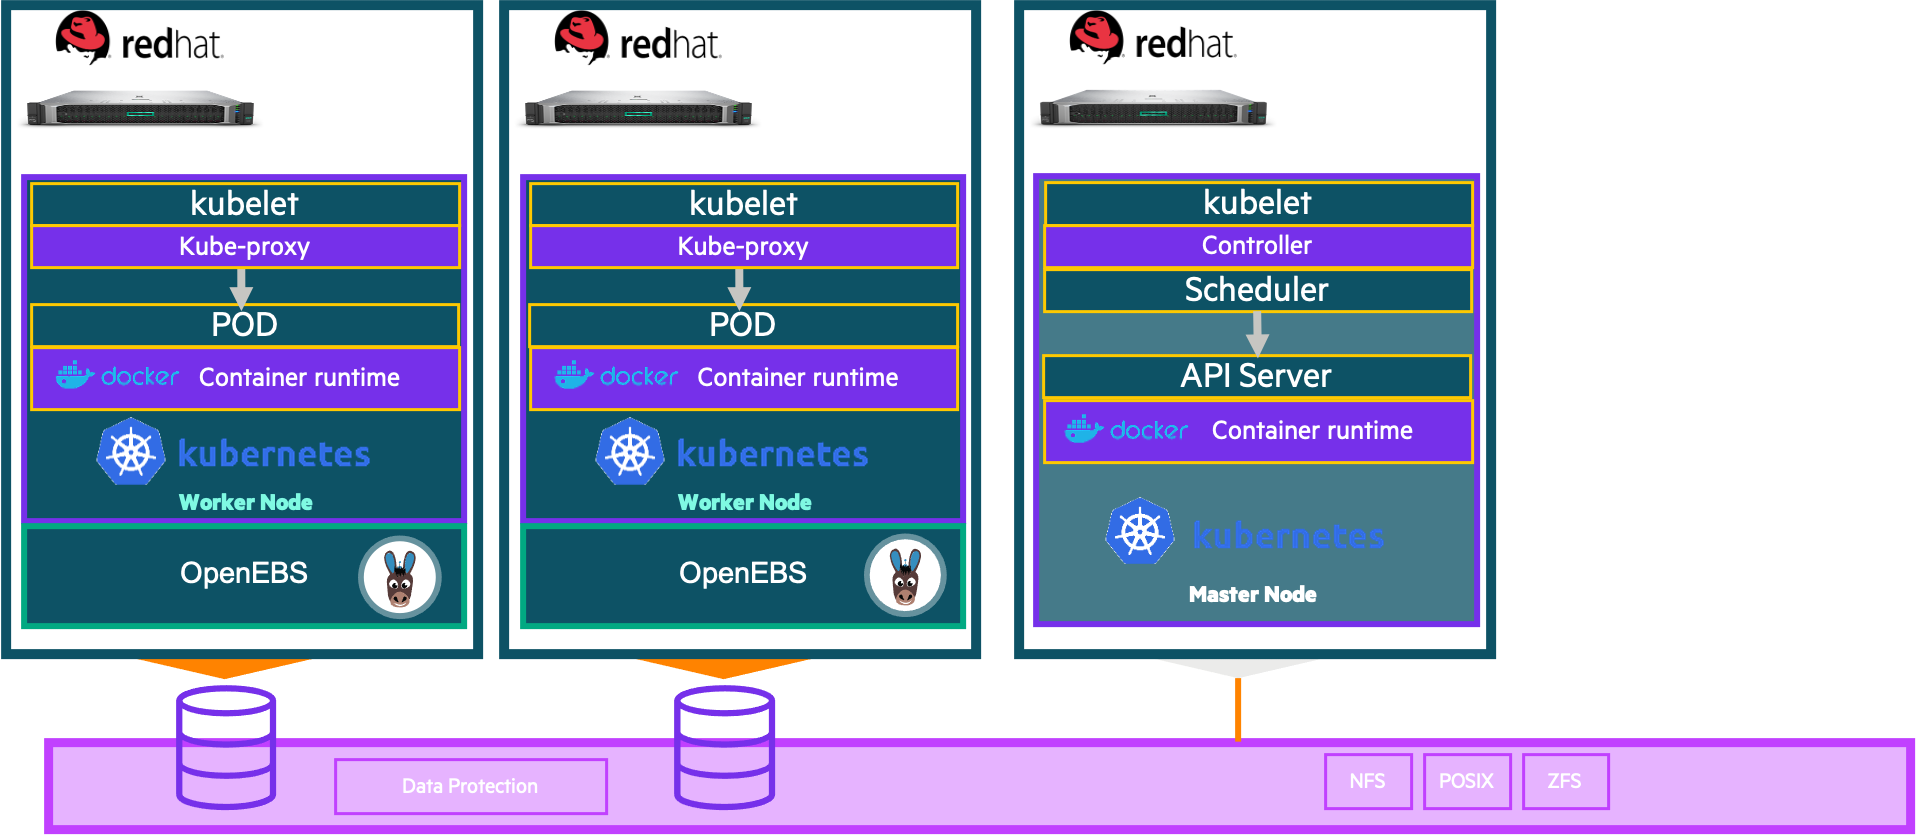 redhat.
kubelet
Kube-proxy
POD
docker Container runtime
kubernetes
Worker Node
OpenEBS
redhat.
kubelet
Kube-proxy
POD
docker Container runtime
kubernetes
Worker Node
OpenEBS
redhat.
kubelet
Controller
Scheduler
API Server
docker Container runtime
kubernetes
Master Node
Data Protection
NFS
POSIX
ZFS